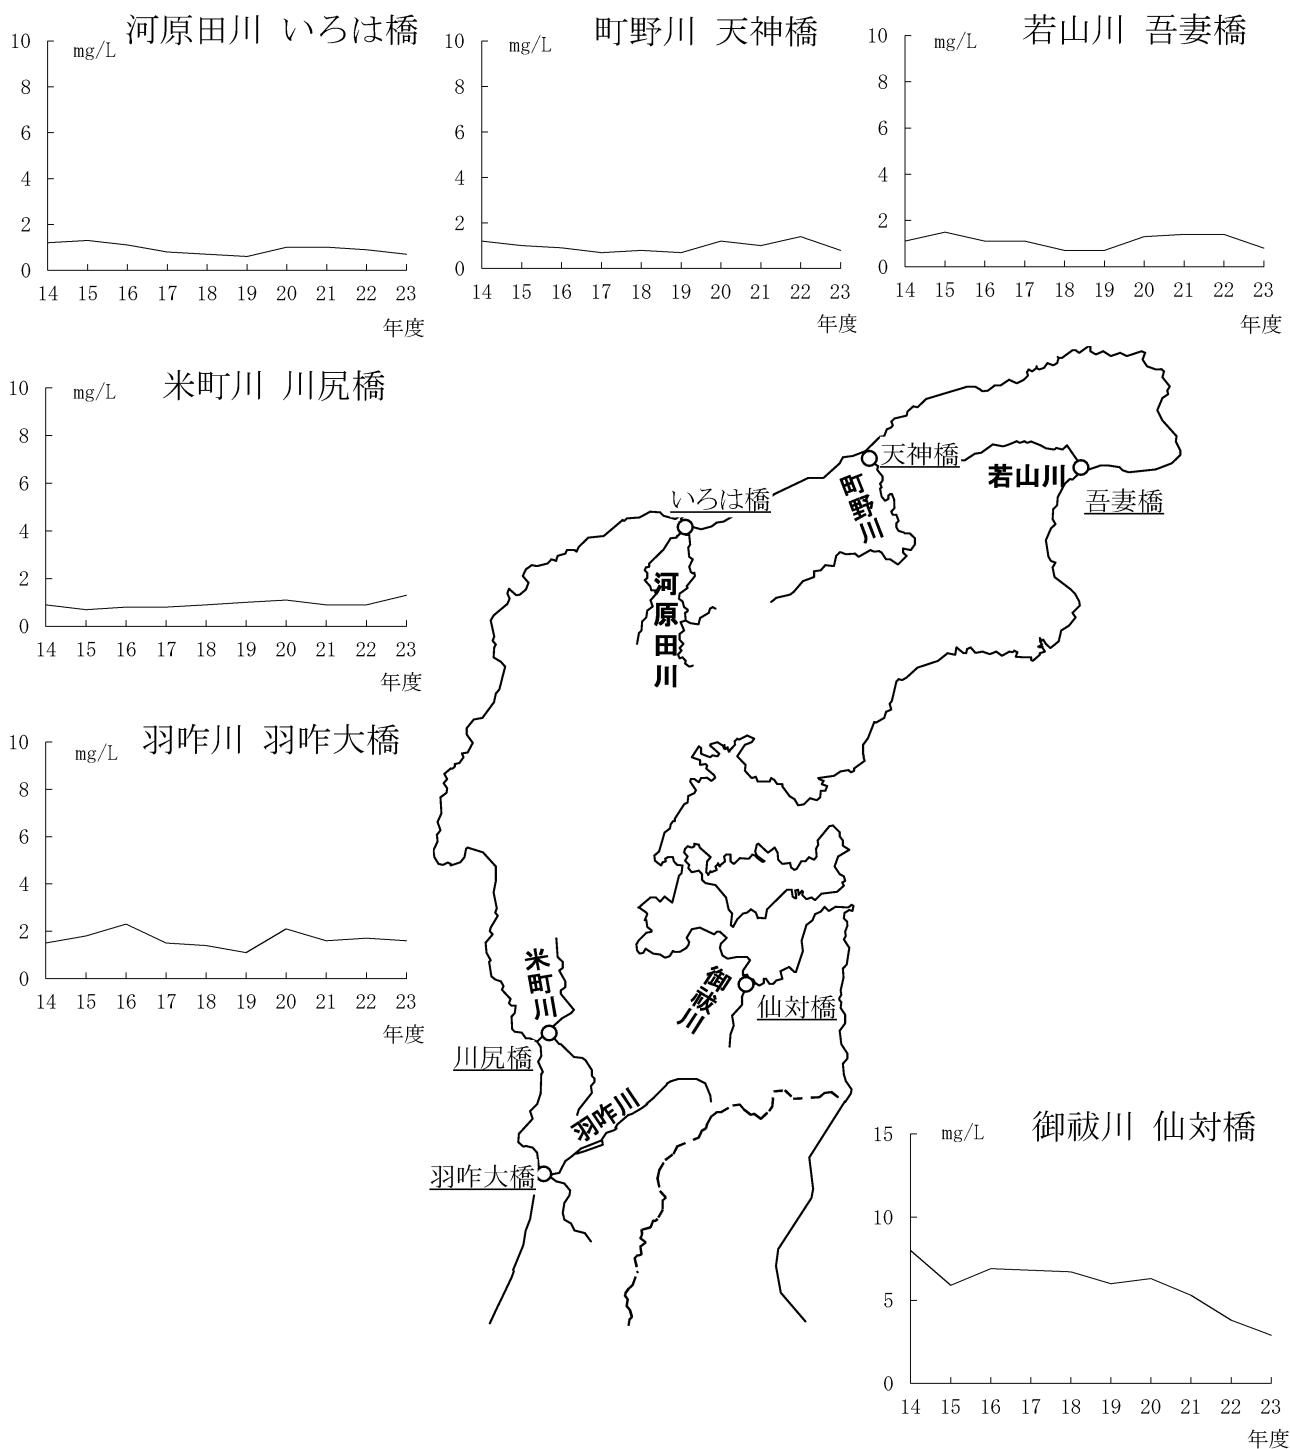 河原田川 いろは橋
mg/L
10
8
6
4
2
0
14 15 16 17 18 19 20 21 22 23
年度
町野川 天神橋
mg/L
10
8
6
4
2
0
14 15 16 17 18 19 20 21 22 23
年度
若山川 吾妻橋
mg/L
10
8
6
4
2
0
14 15 16 17 18 19 20 21 22 23
年度
米町川 川尻橋
mg/L
10
8
6
4
2
0
14 15 16 17 18 19 20 21 22 23
年度
羽咋川 羽咋大橋
mg/L
10
8
6
4
2
0
14 15 16 17 18 19 20 21 22 23
年度
天神橋
若山川
吾妻橋
町野川
いろは橋
河原田川
米町川
御祓川
仙対橋
川尻橋
羽咋川
羽咋大橋
御祓川 仙対橋
mg/L
15
10
5
0
14 15 16 17 18 19 20 21 22 23
年度